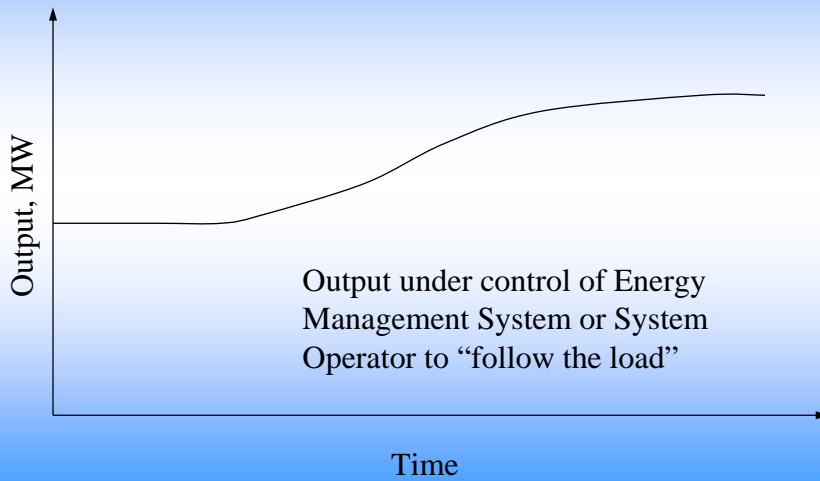 Output, MW
Output under control of Energy
Management System or System
Operator to “follow the load”
Time